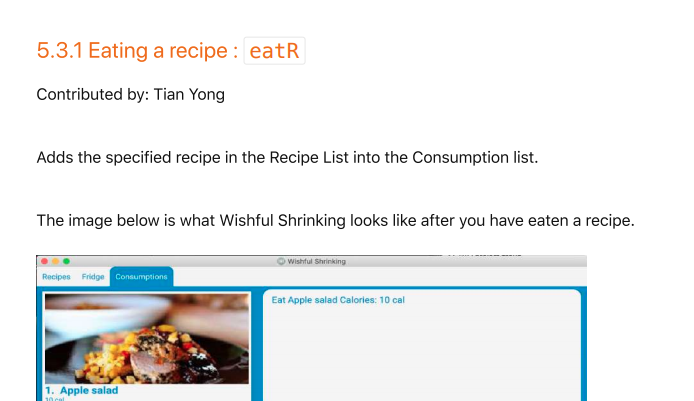 5.3.1 Eating a recipe : eatR
Contributed by: Tian Yong
Adds the specified recipe in the Recipe List into the Consumption list.
The image below is what Wishful Shrinking looks like after you have eaten a recipe.
Wishful Shrinking
Recipes Fridge Consumptions
Eat Apple salad Calories: 10 cal
1. Apple salad
10 cal